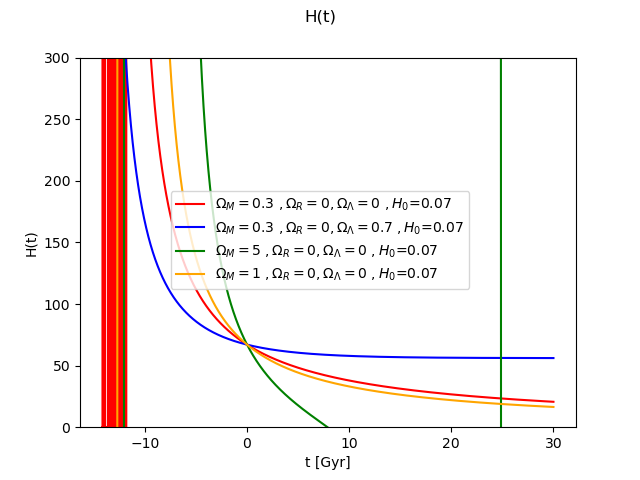 H(t)
300
250
200
150
100
50
0
H(t)
Ω_M = 0.3 , Ω_R = 0, Ω_Λ = 0 , H_0=0.07
Ω_M = 0.3 , Ω_R = 0, Ω_Λ = 0.7 , H_0=0.07
Ω_M = 5 , Ω_R = 0, Ω_Λ = 0 , H_0=0.07
Ω_M = 1 , Ω_R = 0, Ω_Λ = 0 , H_0=0.07
−10 0 10 20 30
t [Gyr]